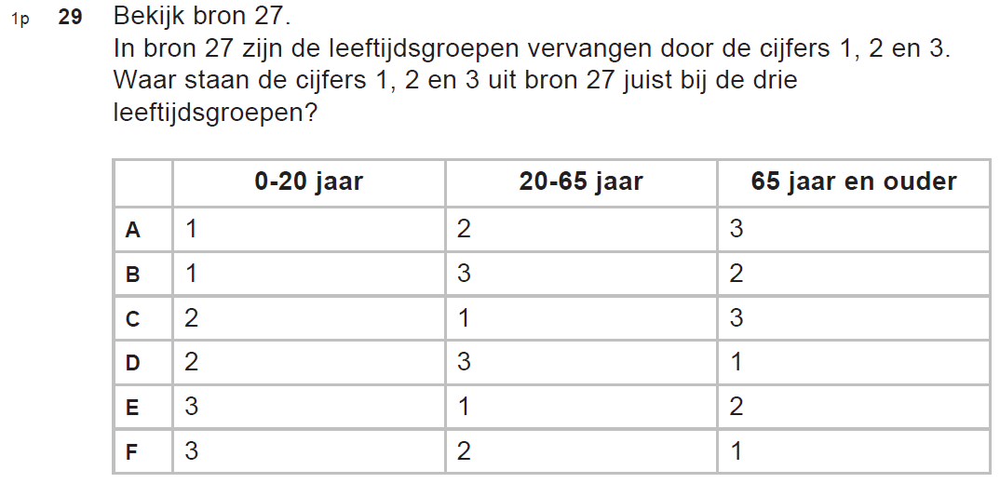 1p 29 Bekijk bron 27.
In bron 27 zijn de leeftijdsgroepen vervangen door de cijfers 1, 2 en 3.
Waar staan de cijfers 1, 2 en 3 uit bron 27 juist bij de drie
leeftijdsgroepen?
0-20 jaar 20-65 jaar 65 jaar en ouder
A 1 2 3
B 1 3 2
C 2 1 3
D 2 3 1
E 3 1 2
F 3 2 1